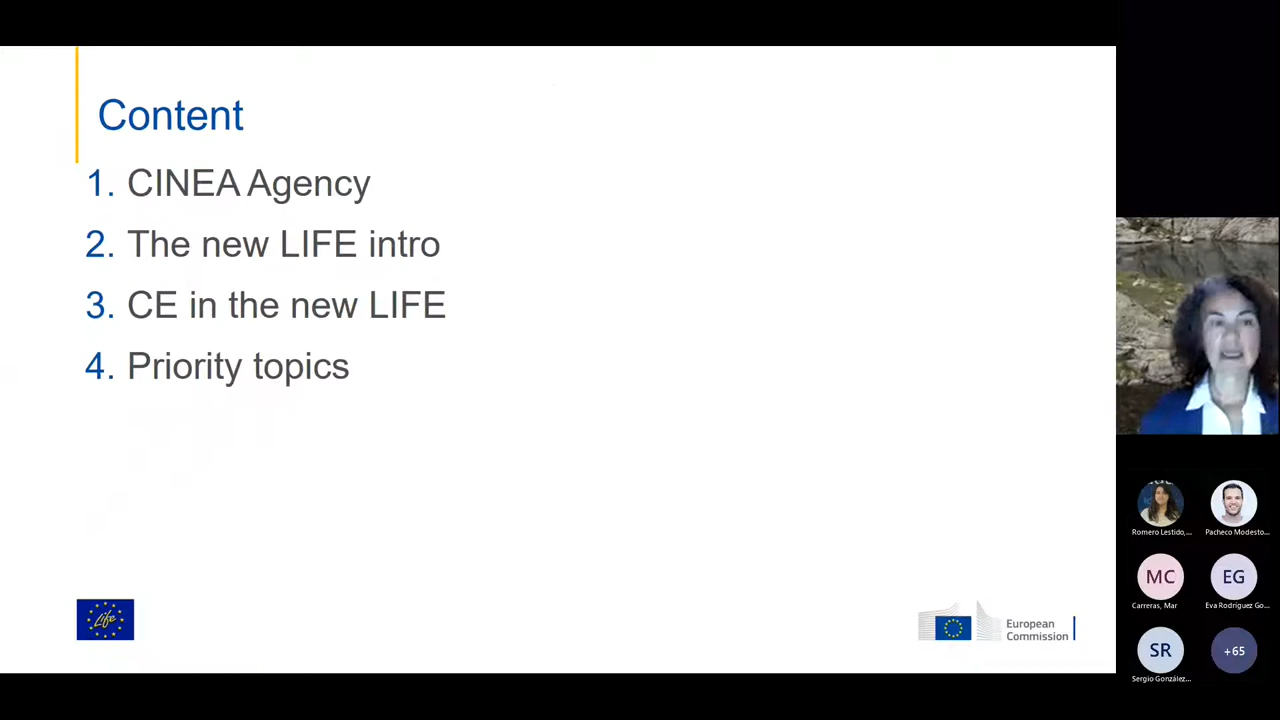 Content
1. CINEA Agency
2. The new LIFE intro
3. CE in the new LIFE
4. Priority topics
Life
European
Commission
Romero Lestido,...
Pacheco Modesto...
MC
EG
Carreras, Mar
Eva Rodríguez Go...
SR
+65
Sergio González...